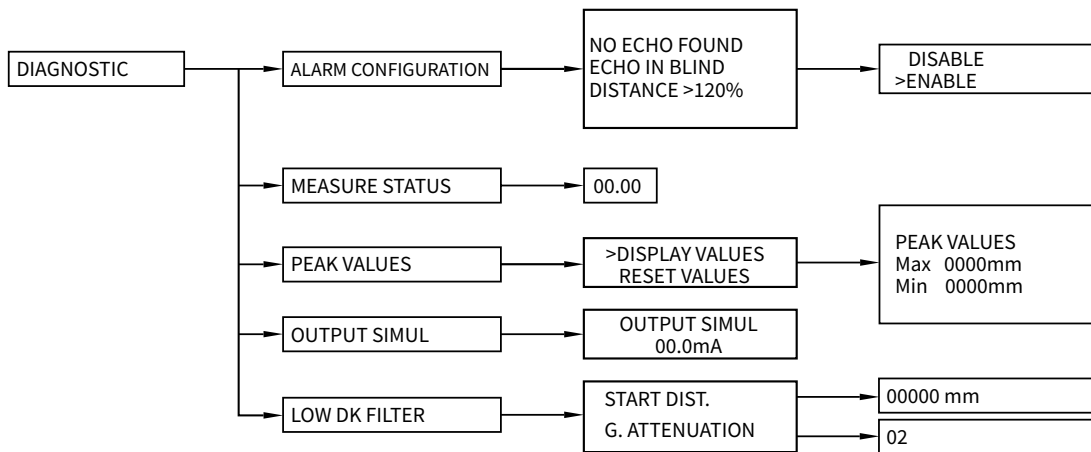 DIAGNOSTIC
ALARM CONFIGURATION
NO ECHO FOUND
ECHO IN BLIND
DISTANCE >120%
DISABLE
>ENABLE
MEASURE STATUS
00.00
PEAK VALUES
>DISPLAY VALUES
RESET VALUES
PEAK VALUES
Max 0000mm
Min 0000mm
OUTPUT SIMUL
OUTPUT SIMUL
00.0mA
LOW DK FILTER
START DIST.
G. ATTENUATION
00000 mm
02